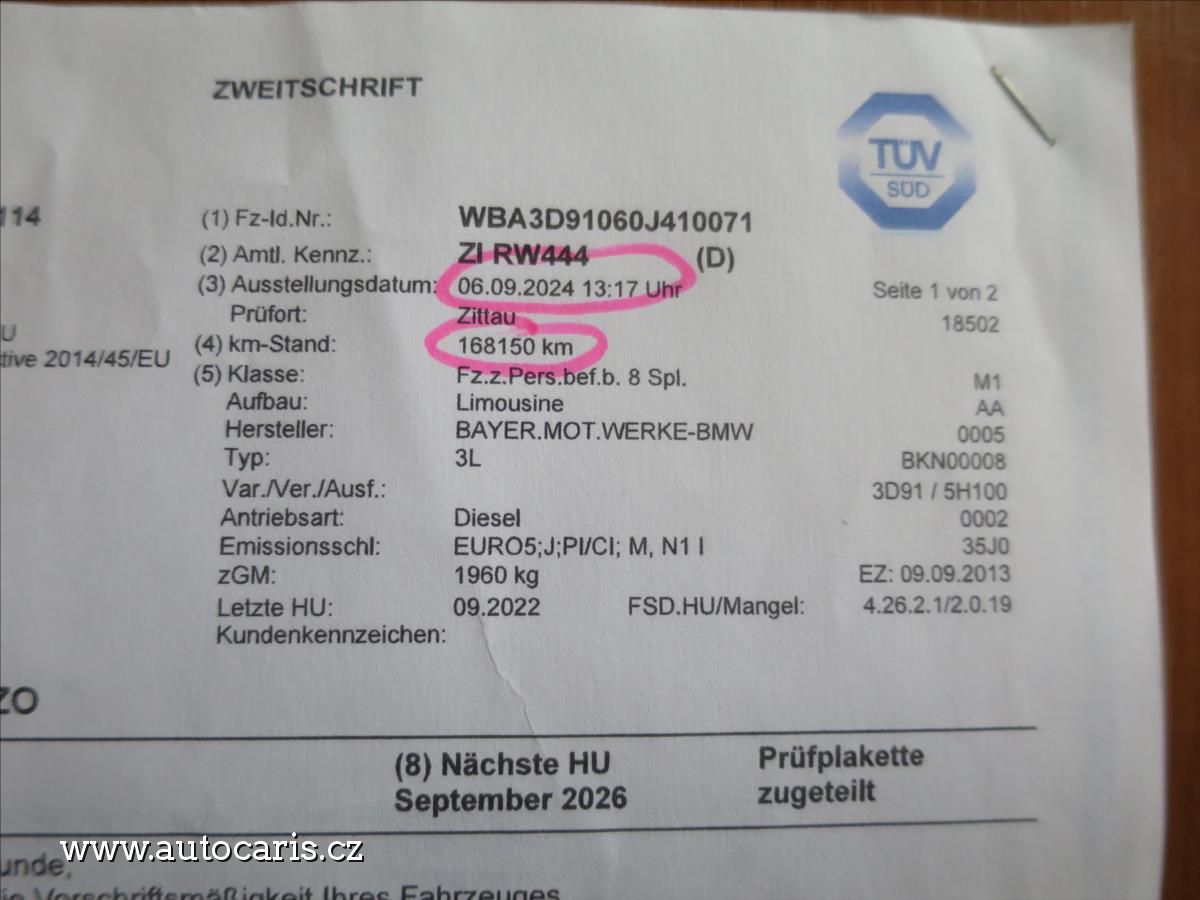 ZWEITSCHRIFT
TÜV
SÜD
114
(1) Fz-Id.Nr.: WBA3D91060J410071
(2) Amtl. Kennz.: ZI RW444 (D)
(3) Ausstellungsdatum: 06.09.2024 13:17 Uhr
Seite 1 von 2
Prüfort: Zittau 18502
U
(4) km-Stand: 168150 km
tive 2014/45/EU
(5) Klasse: Fz.z.Pers.bef.b. 8 Spl. M1
Aufbau: Limousine AA
Hersteller: BAYER.MOT.WERKE-BMW 0005
Typ: 3L BKN00008
Var./Ver./Ausf.: 3D91 / 5H100
Antriebsart: Diesel 0002
Emissionsschl: EURO5;J;PI/CI; M, N1 I 35J0
zGM: 1960 kg EZ: 09.09.2013
Letzte HU: 09.2022 FSD.HU/Mangel: 4.26.2.1/2.0.19
Kundenkennzeichen:
ZO
(8) Nächste HU Prüfplakette
September 2026 zugeteilt
www.autocaris.cz
unde,
ie Vorschriftsmäßigkeit Ihres Fahrzeuges